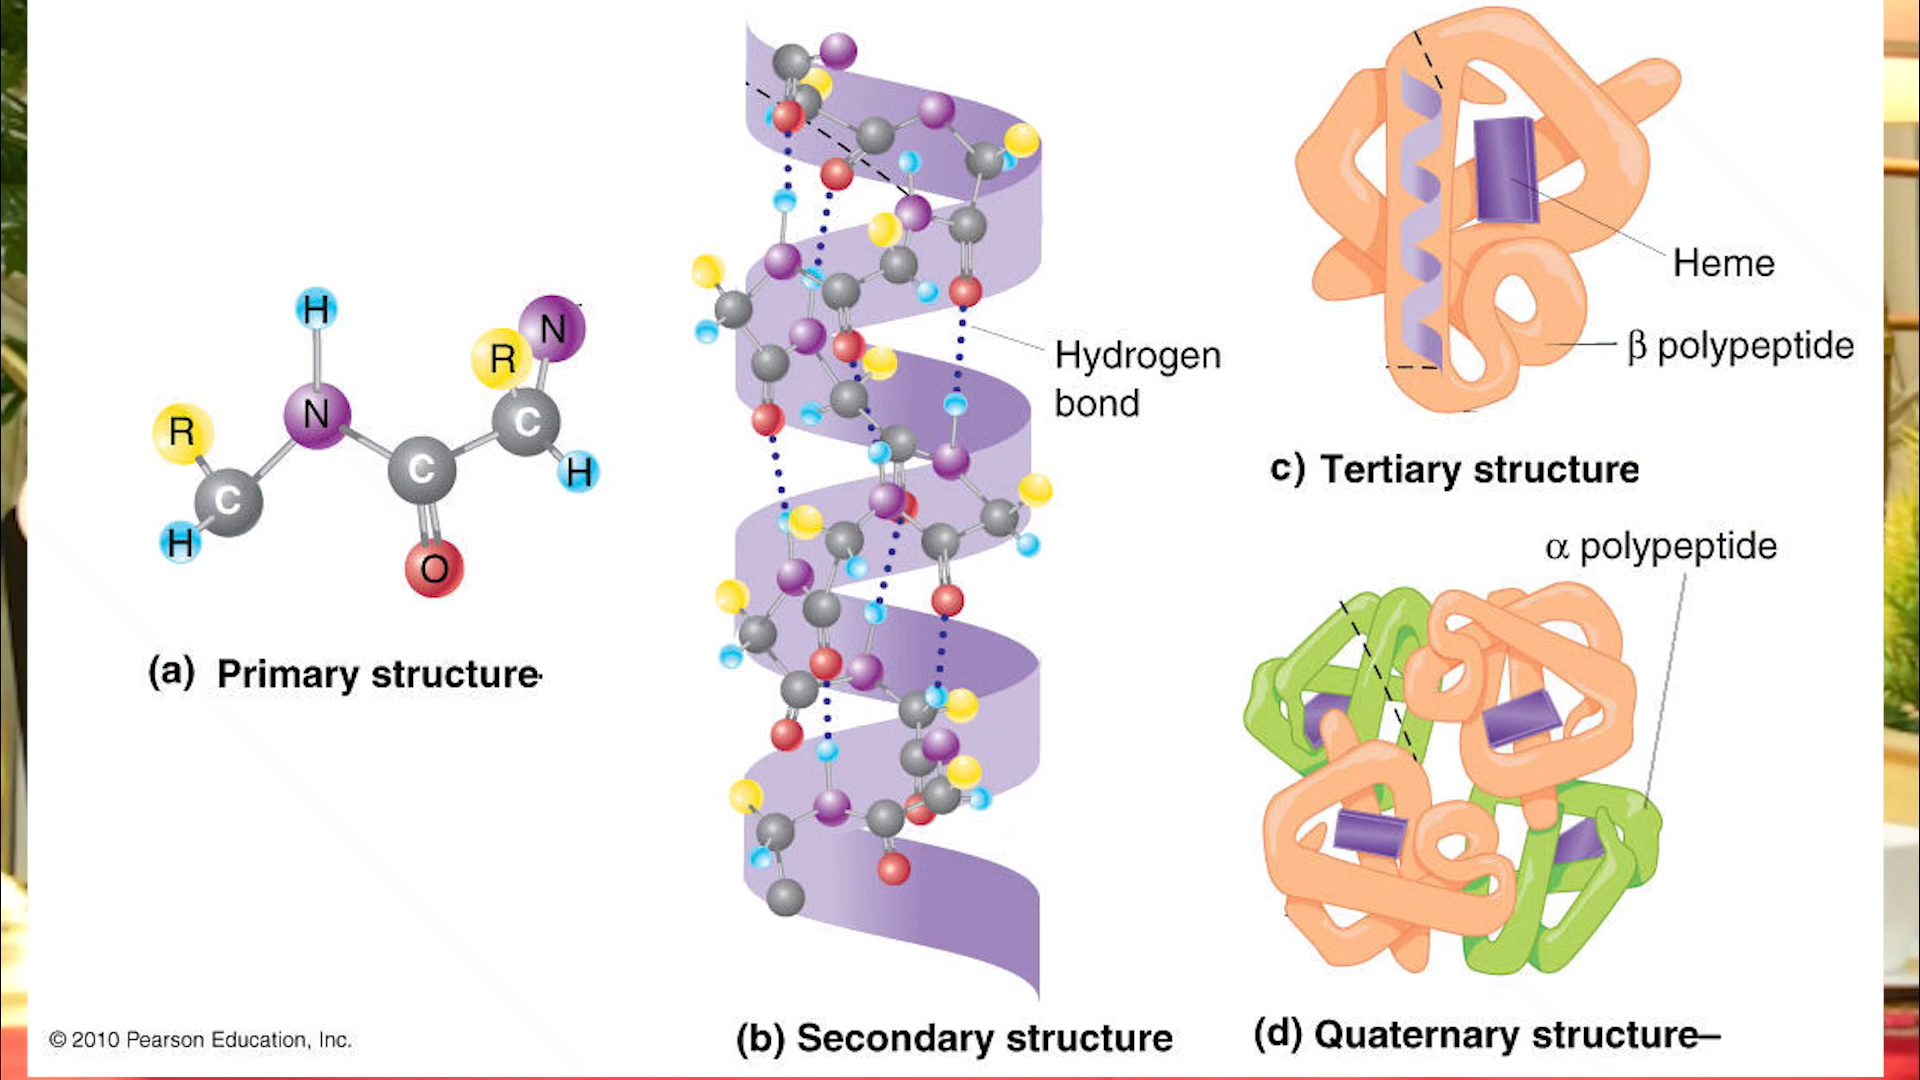 H
N
R
R
N
C
C
C
H
H
O
(a) Primary structure
Hydrogen
bond
(b) Secondary structure
Heme
β polypeptide
c) Tertiary structure
α polypeptide
(d) Quaternary structure–
© 2010 Pearson Education, Inc.